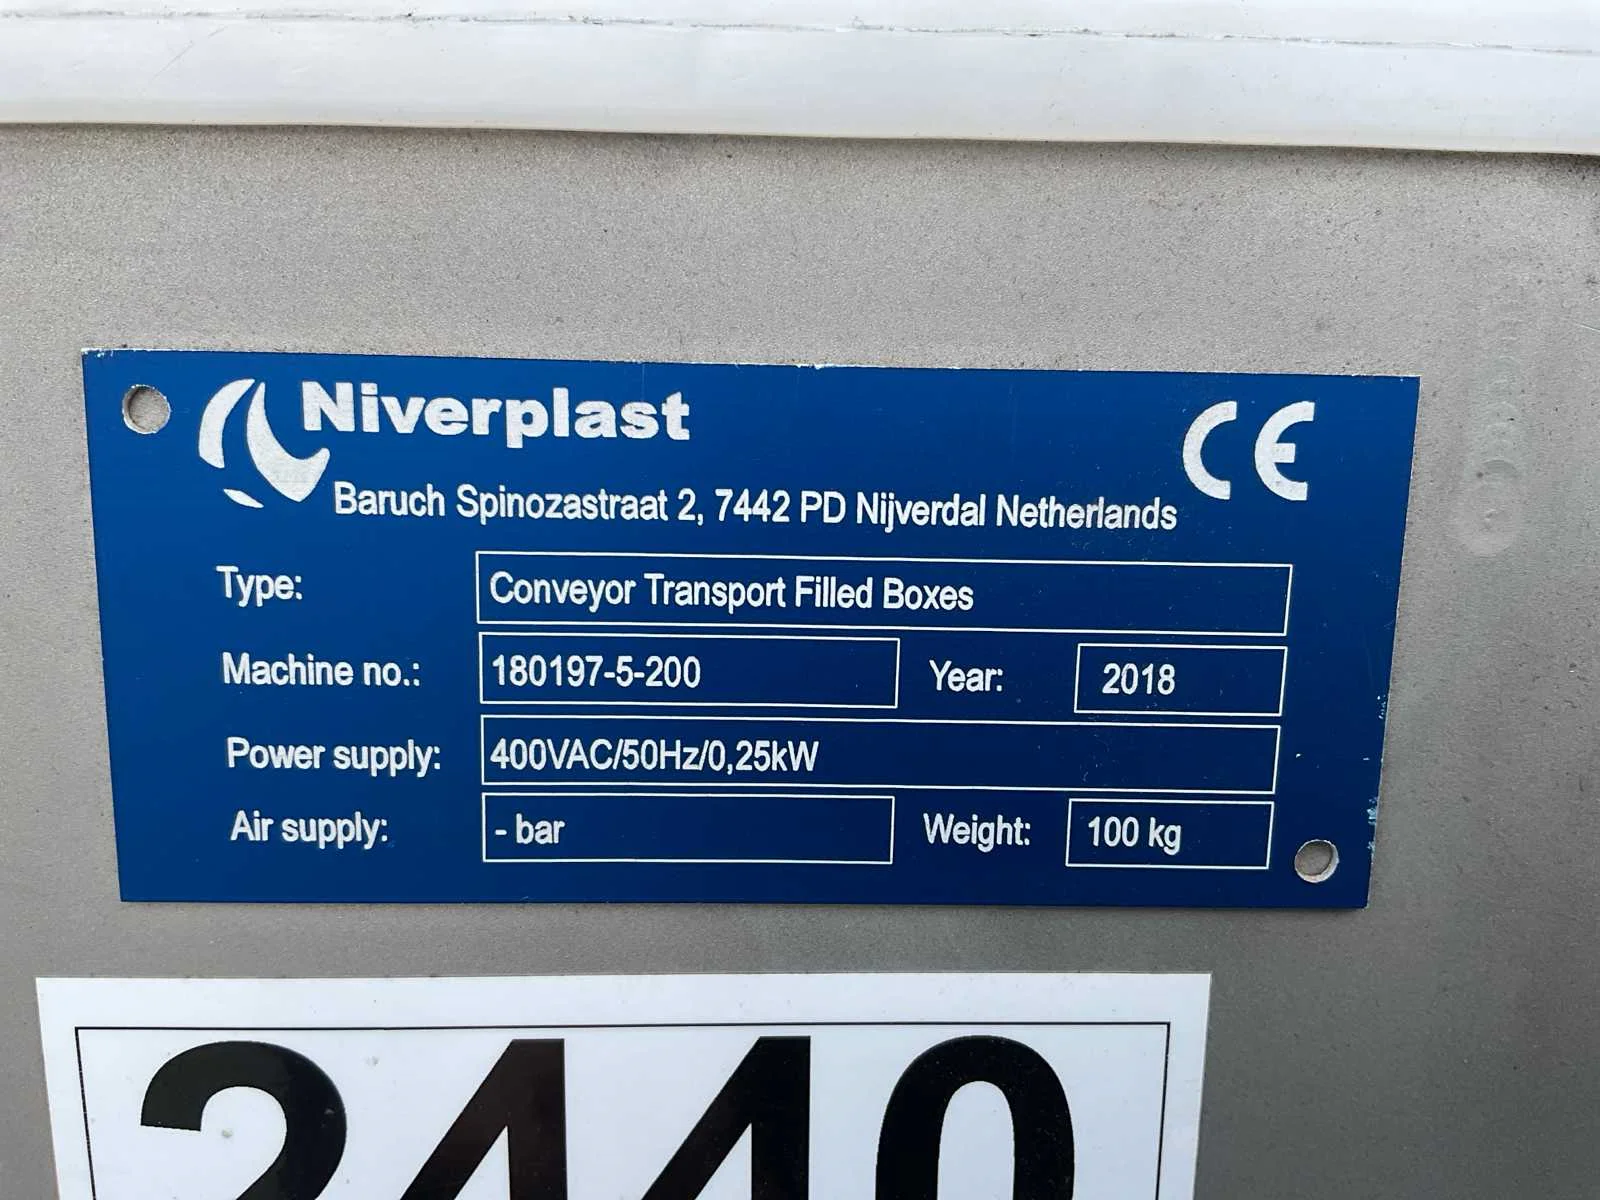 Niverplast
CE
Baruch Spinozastraat 2, 7442 PD Nijverdal Netherlands
Type: Conveyor Transport Filled Boxes
Machine no.: 180197-5-200 Year: 2018
Power supply: 400VAC/50Hz/0,25kW
Air supply: - bar Weight: 100 kg
2440